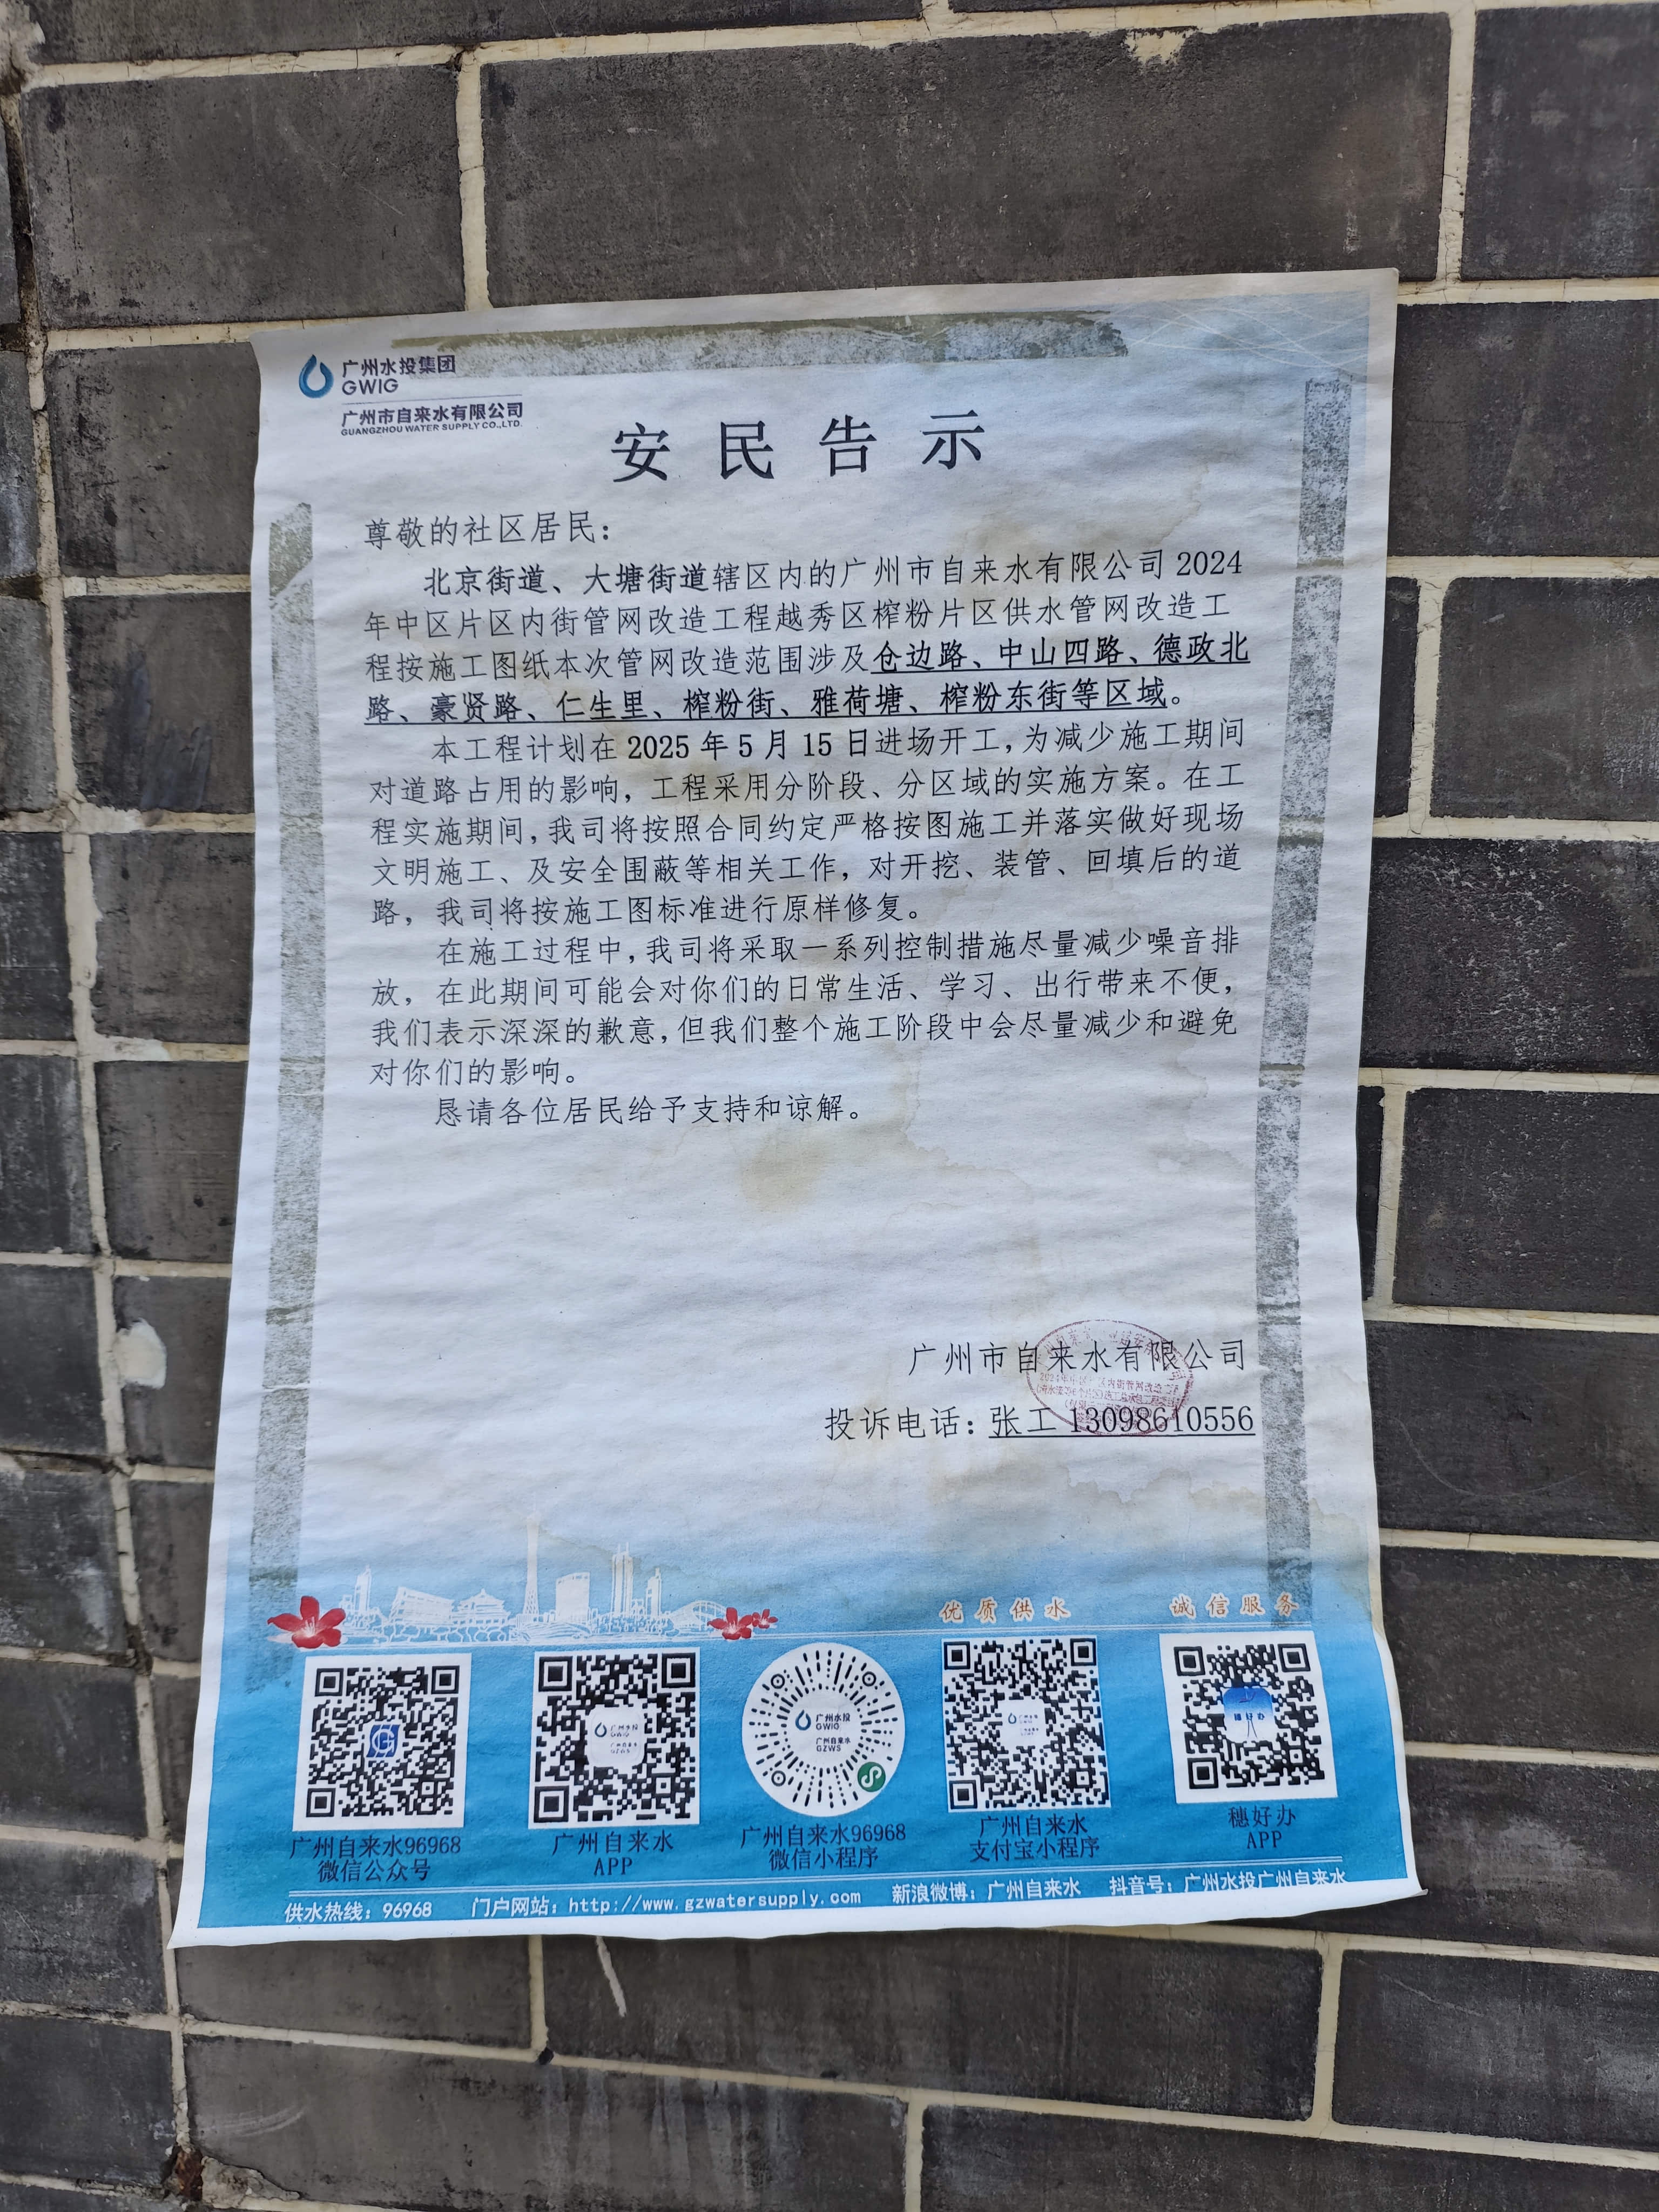 广州水投集团
GWIG
广州市自来水有限公司
GUANGZHOU WATER SUPPLY CO.,LTD.
安民告示
尊敬的社区居民：
北京街道、大塘街道辖区内的广州市自来水有限公司2024
年中区片区内街管网改造工程越秀区榨粉片区供水管网改造工
程按施工图纸本次管网改造范围涉及仓边路、中山四路、德政北
路、豪贤路、仁生里、榨粉街、雅荷塘、榨粉东街等区域。
本工程计划在2025年5月15日进场开工，为减少施工期间
对道路占用的影响，工程采用分阶段、分区域的实施方案。在工
程实施期间，我司将按照合同约定严格按图施工并落实做好现场
文明施工、及安全围蔽等相关工作，对开挖、装管、回填后的道
路，我司将按施工图标准进行原样修复。
在施工过程中，我司将采取一系列控制措施尽量减少噪音排
放，在此期间可能会对你们的日常生活、学习、出行带来不便，
我们表示深深的歉意，但我们整个施工阶段中会尽量减少和避免
对你们的影响。
恳请各位居民给予支持和谅解。
广州市自来水有限公司
投诉电话：张工13098610556
优质供水 诚信服务
广州水投
GWIG
广州自来水
GZWS
穗好办
广州自来水96968
微信公众号
广州自来水
APP
广州自来水96968
微信小程序
广州自来水
支付宝小程序
穗好办
APP
供水热线：96968 门户网站：http://www.gzwatersupply.com 新浪微博：广州自来水 抖音号：广州水投广州自来水